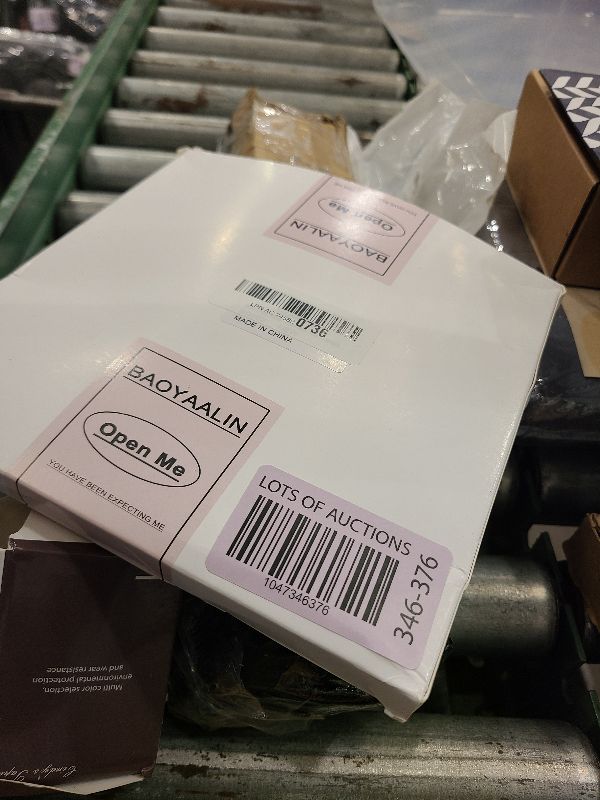 Open Me
BAOYAALIN
0736
MADE IN CHINA
BAOYAALIN
Open Me
YOU HAVE BEEN EXPECTING ME
LOTS OF AUCTIONS
1047346376
346-376
Multi color selection,
environmental protection
and wear resistance